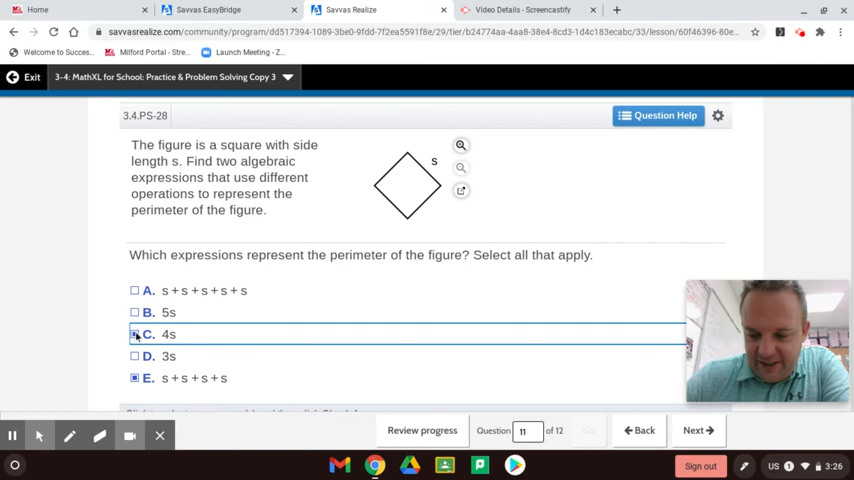 Home
Savvas EasyBridge
Savvas Realize
Video Details - Screencastify
savvasrealize.com/community/program/dd517394-1089-3be0-9fdd-7f2ea5591f8e/29/tier/b24774aa-aaa8-38e4-8cd3-1d4c183ecabc/33/lesson/60f46396-80e...
Welcome to Succes...
Milford Portal - Stre...
Launch Meeting - Z...
Exit
3-4: MathXL for School: Practice & Problem Solving Copy 3
3.4.PS-28
Question Help
The figure is a square with side
length s. Find two algebraic
expressions that use different
operations to represent the
perimeter of the figure.
s
Which expressions represent the perimeter of the figure? Select all that apply.
A. s + s + s + s + s
B. 5s
C. 4s
D. 3s
E. s + s + s + s
Review progress
Question 11 of 12
Go
Back
Next
Sign out
US 1 3:26